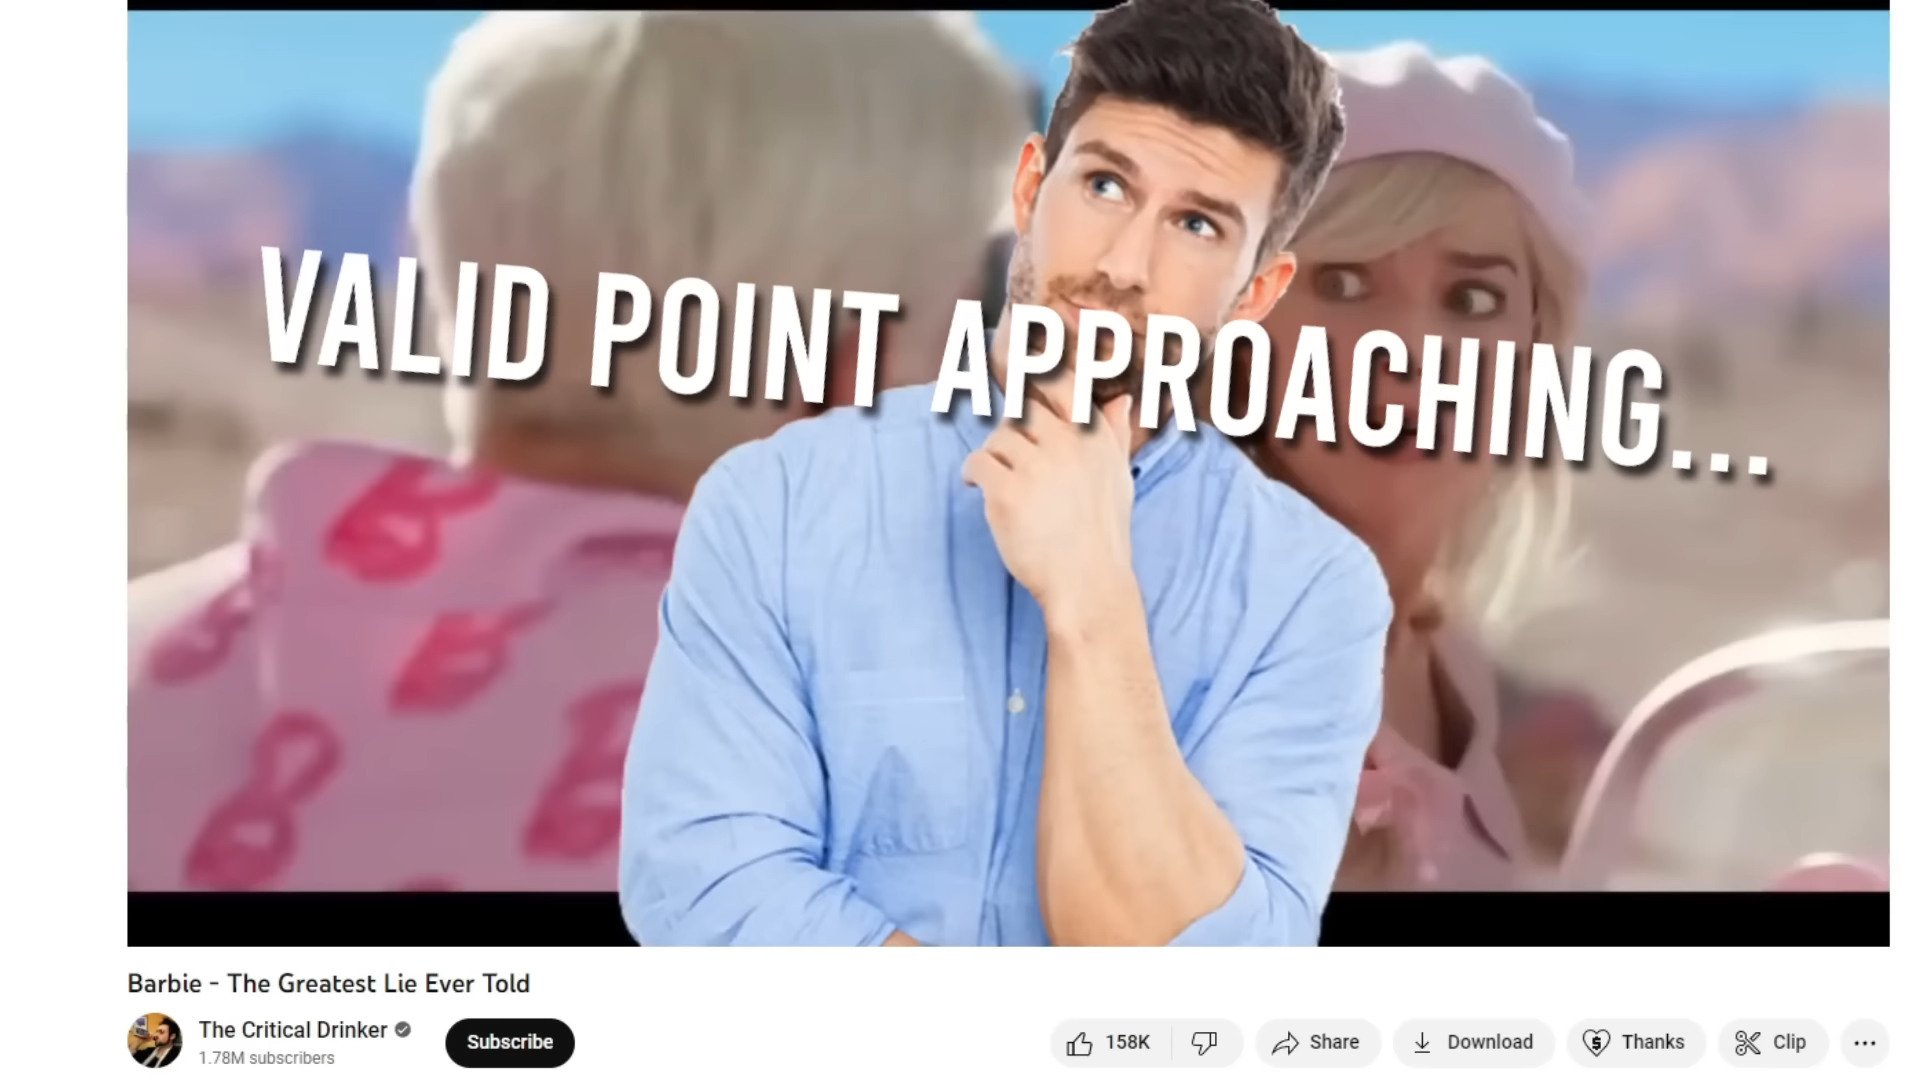 VALID POINT APPROACHING...
Barbie - The Greatest Lie Ever Told
The Critical Drinker
1.78M subscribers
Subscribe
158K
Share
Download
Thanks
Clip